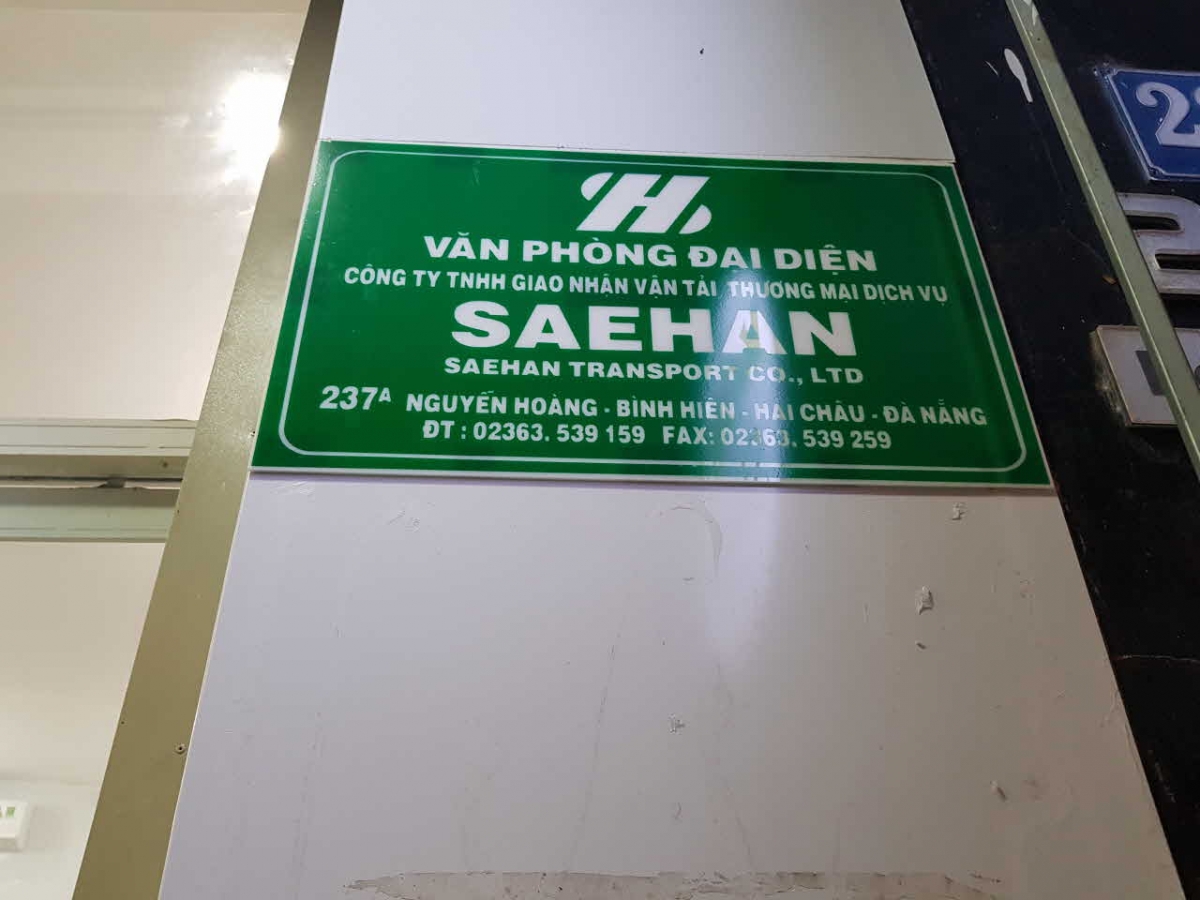 VĂN PHÒNG ĐẠI DIỆN
CÔNG TY TNHH GIAO NHẬN VẬN TẢI THƯƠNG MẠI DỊCH VỤ
SAEHAN
SAEHAN TRANSPORT CO., LTD
237A NGUYỄN HOÀNG - BÌNH HIÊN - HẢI CHÂU - ĐÀ NẴNG
ĐT : 02363. 539 159 FAX: 02363. 539 259